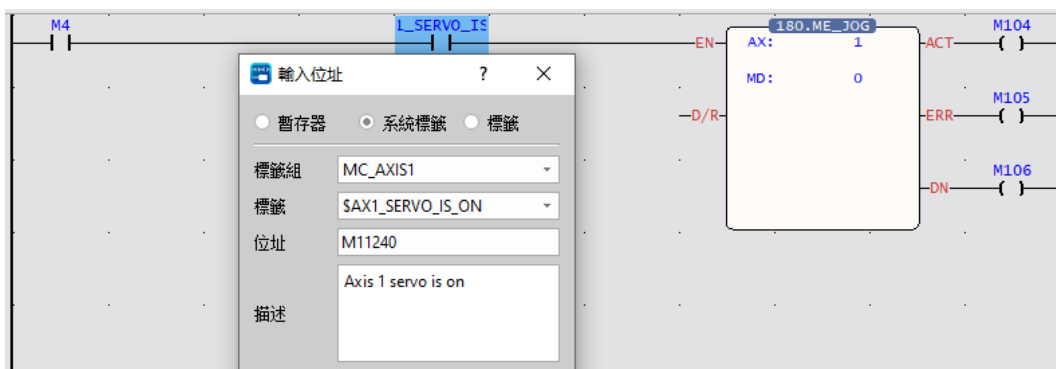 M4
L_SERVO_IS
180.ME_JOG
M104
EN
AX: 1
ACT
MD: 0
M105
D/R
ERR
M106
DN
輸入位址 ? ×
暫存器 系統標籤 標籤
標籤組 MC_AXIS1
標籤 $AX1_SERVO_IS_ON
位址 M11240
描述 Axis 1 servo is on